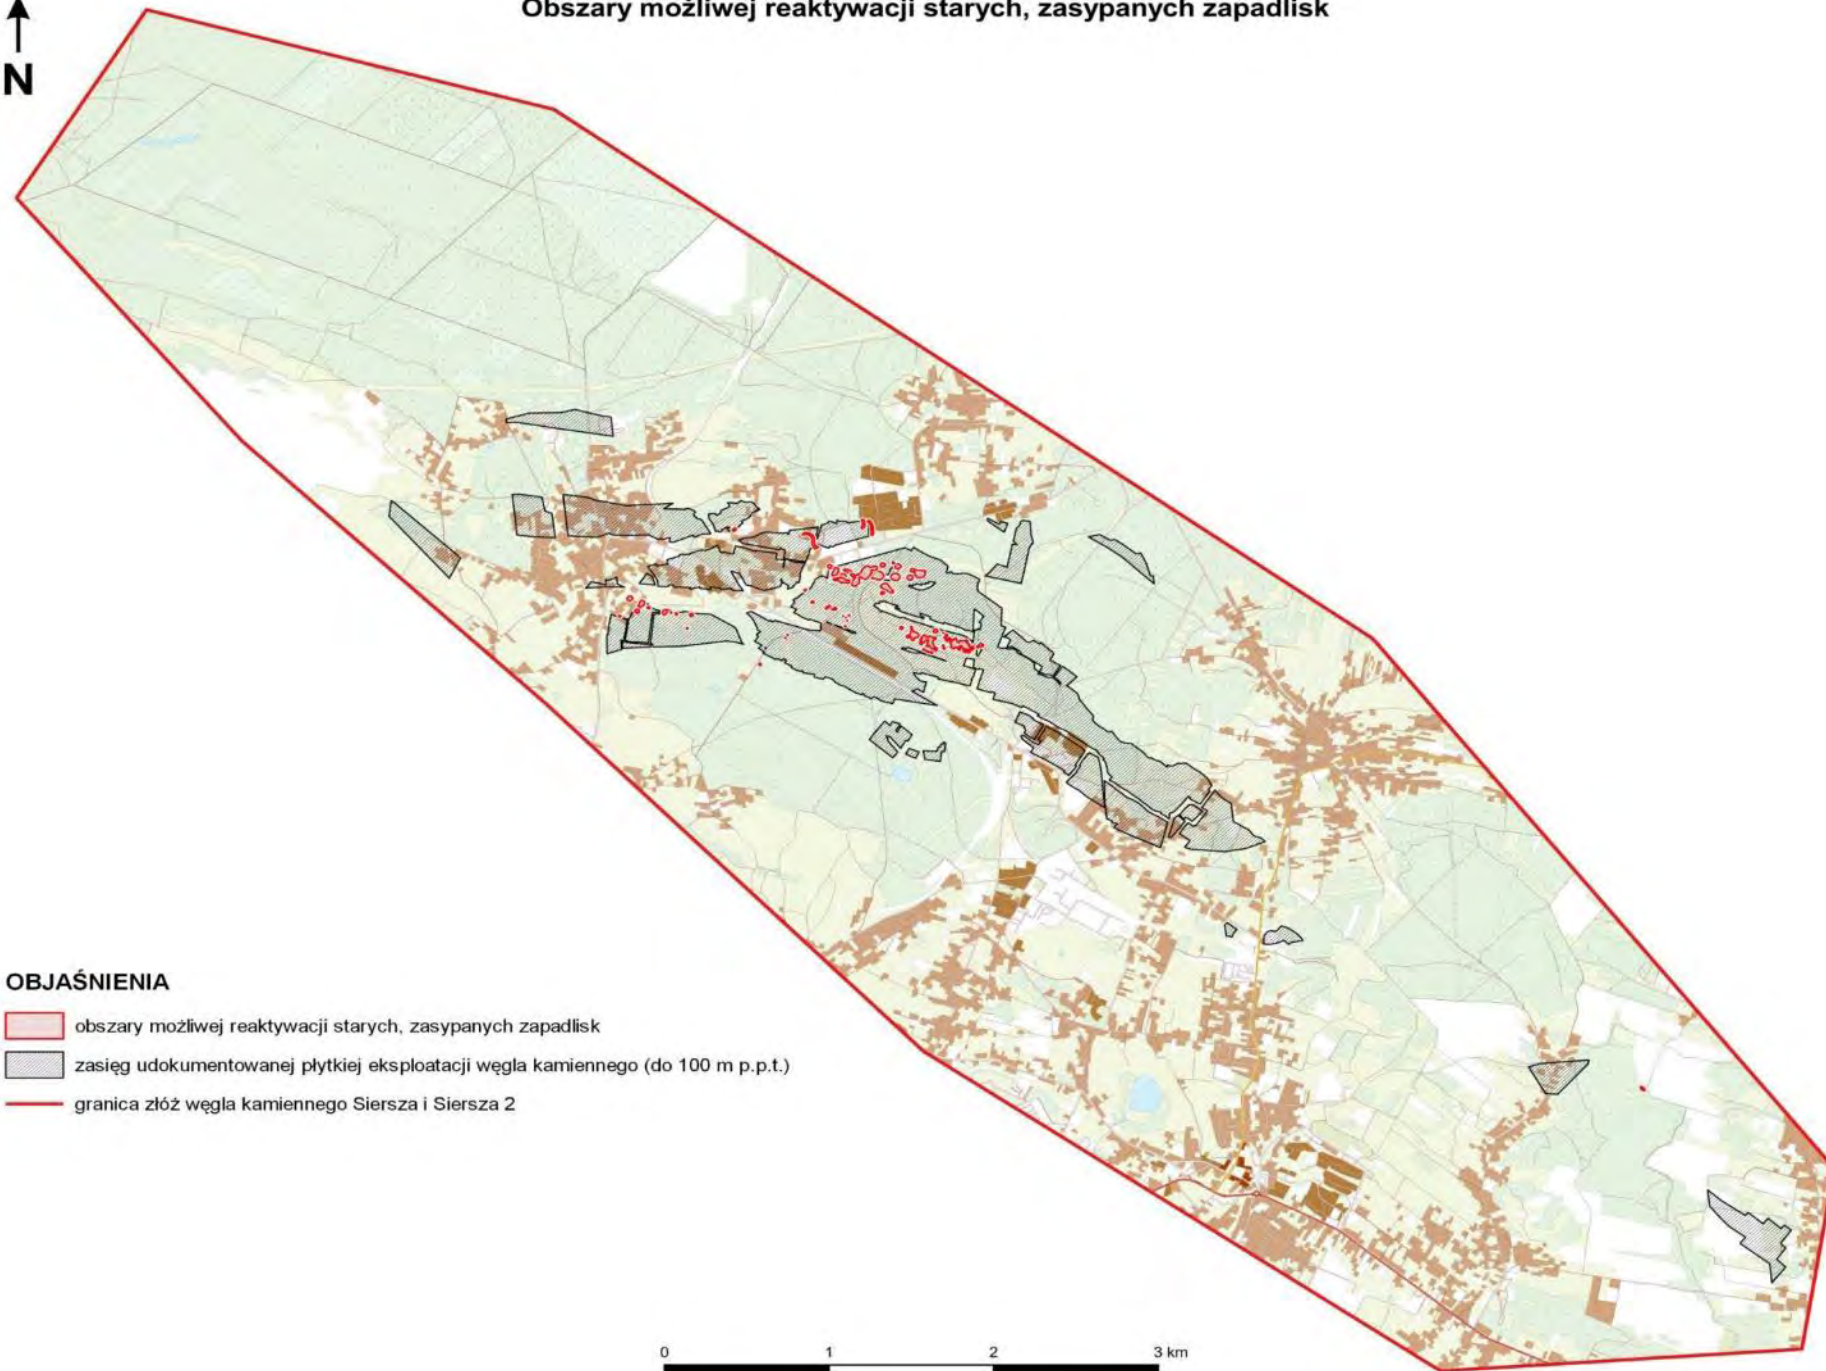 Obszary możliwej reaktywacji starych, zasypanych zapadlisk
N
OBJAŚNIENIA
obszary możliwej reaktywacji starych, zasypanych zapadlisk
zasięg udokumentowanej płytkiej eksploatacji węgla kamiennego (do 100 m p.p.t.)
granica złóż węgla kamiennego Siersza i Siersza 2
0 1 2 3 km